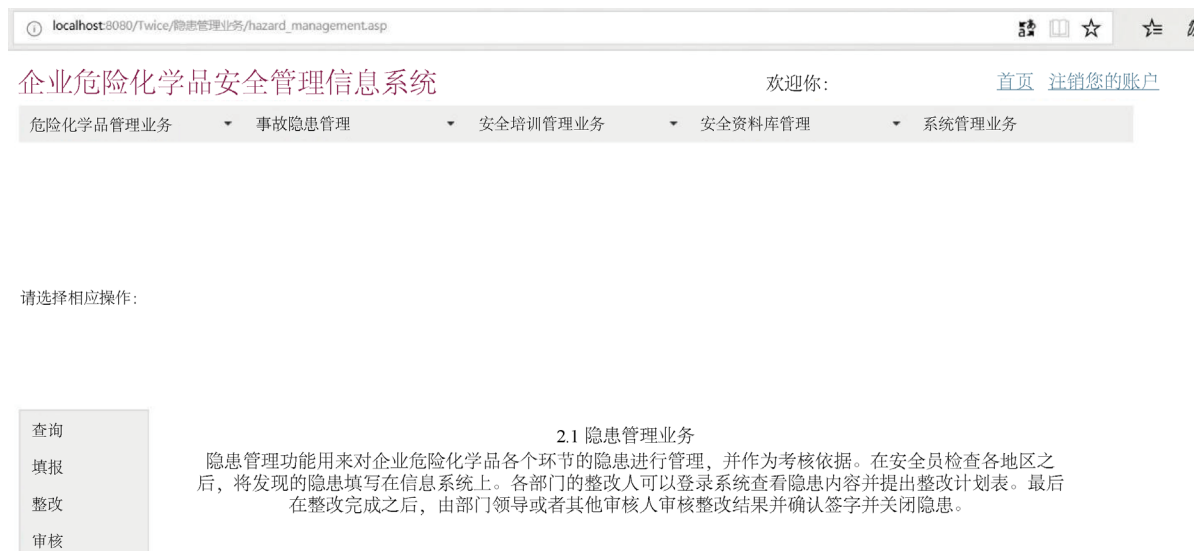 localhost:8080/Twice/隐患管理业务/hazard_management.asp
企业危险化学品安全管理信息系统 欢迎你: 首页 注销您的账户
危险化学品管理业务 事故隐患管理 安全培训管理业务 安全资料库管理 系统管理业务
请选择相应操作:
查询
填报
整改
审核
2.1 隐患管理业务
隐患管理功能用来对企业危险化学品各个环节的隐患进行管理，并作为考核依据。在安全员检查各地区之
后，将发现的隐患填写在信息系统上。各部门的整改人可以登录系统查看隐患内容并提出整改计划表。最后
在整改完成之后，由部门领导或者其他审核人审核整改结果并确认签字并关闭隐患。